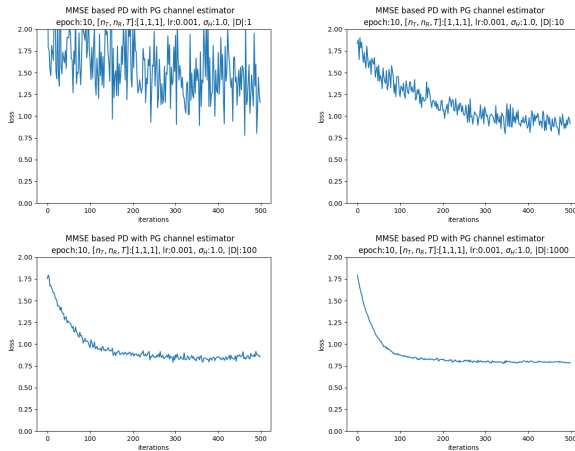 MMSE based PD with PG channel estimator
epoch:10, [n_T, n_R, T]:[1,1,1], lr:0.001, σ_H:1.0, |D|:1
2.00
1.75
1.50
1.25
1.00
0.75
0.50
0.25
0.00
loss
0 100 200 300 400 500
iterations
MMSE based PD with PG channel estimator
epoch:10, [n_T, n_R, T]:[1,1,1], lr:0.001, σ_H:1.0, |D|:10
2.00
1.75
1.50
1.25
1.00
0.75
0.50
0.25
0.00
loss
0 100 200 300 400 500
iterations
MMSE based PD with PG channel estimator
epoch:10, [n_T, n_R, T]:[1,1,1], lr:0.001, σ_H:1.0, |D|:100
2.00
1.75
1.50
1.25
1.00
0.75
0.50
0.25
0.00
loss
0 100 200 300 400 500
iterations
MMSE based PD with PG channel estimator
epoch:10, [n_T, n_R, T]:[1,1,1], lr:0.001, σ_H:1.0, |D|:1000
2.00
1.75
1.50
1.25
1.00
0.75
0.50
0.25
0.00
loss
0 100 200 300 400 500
iterations